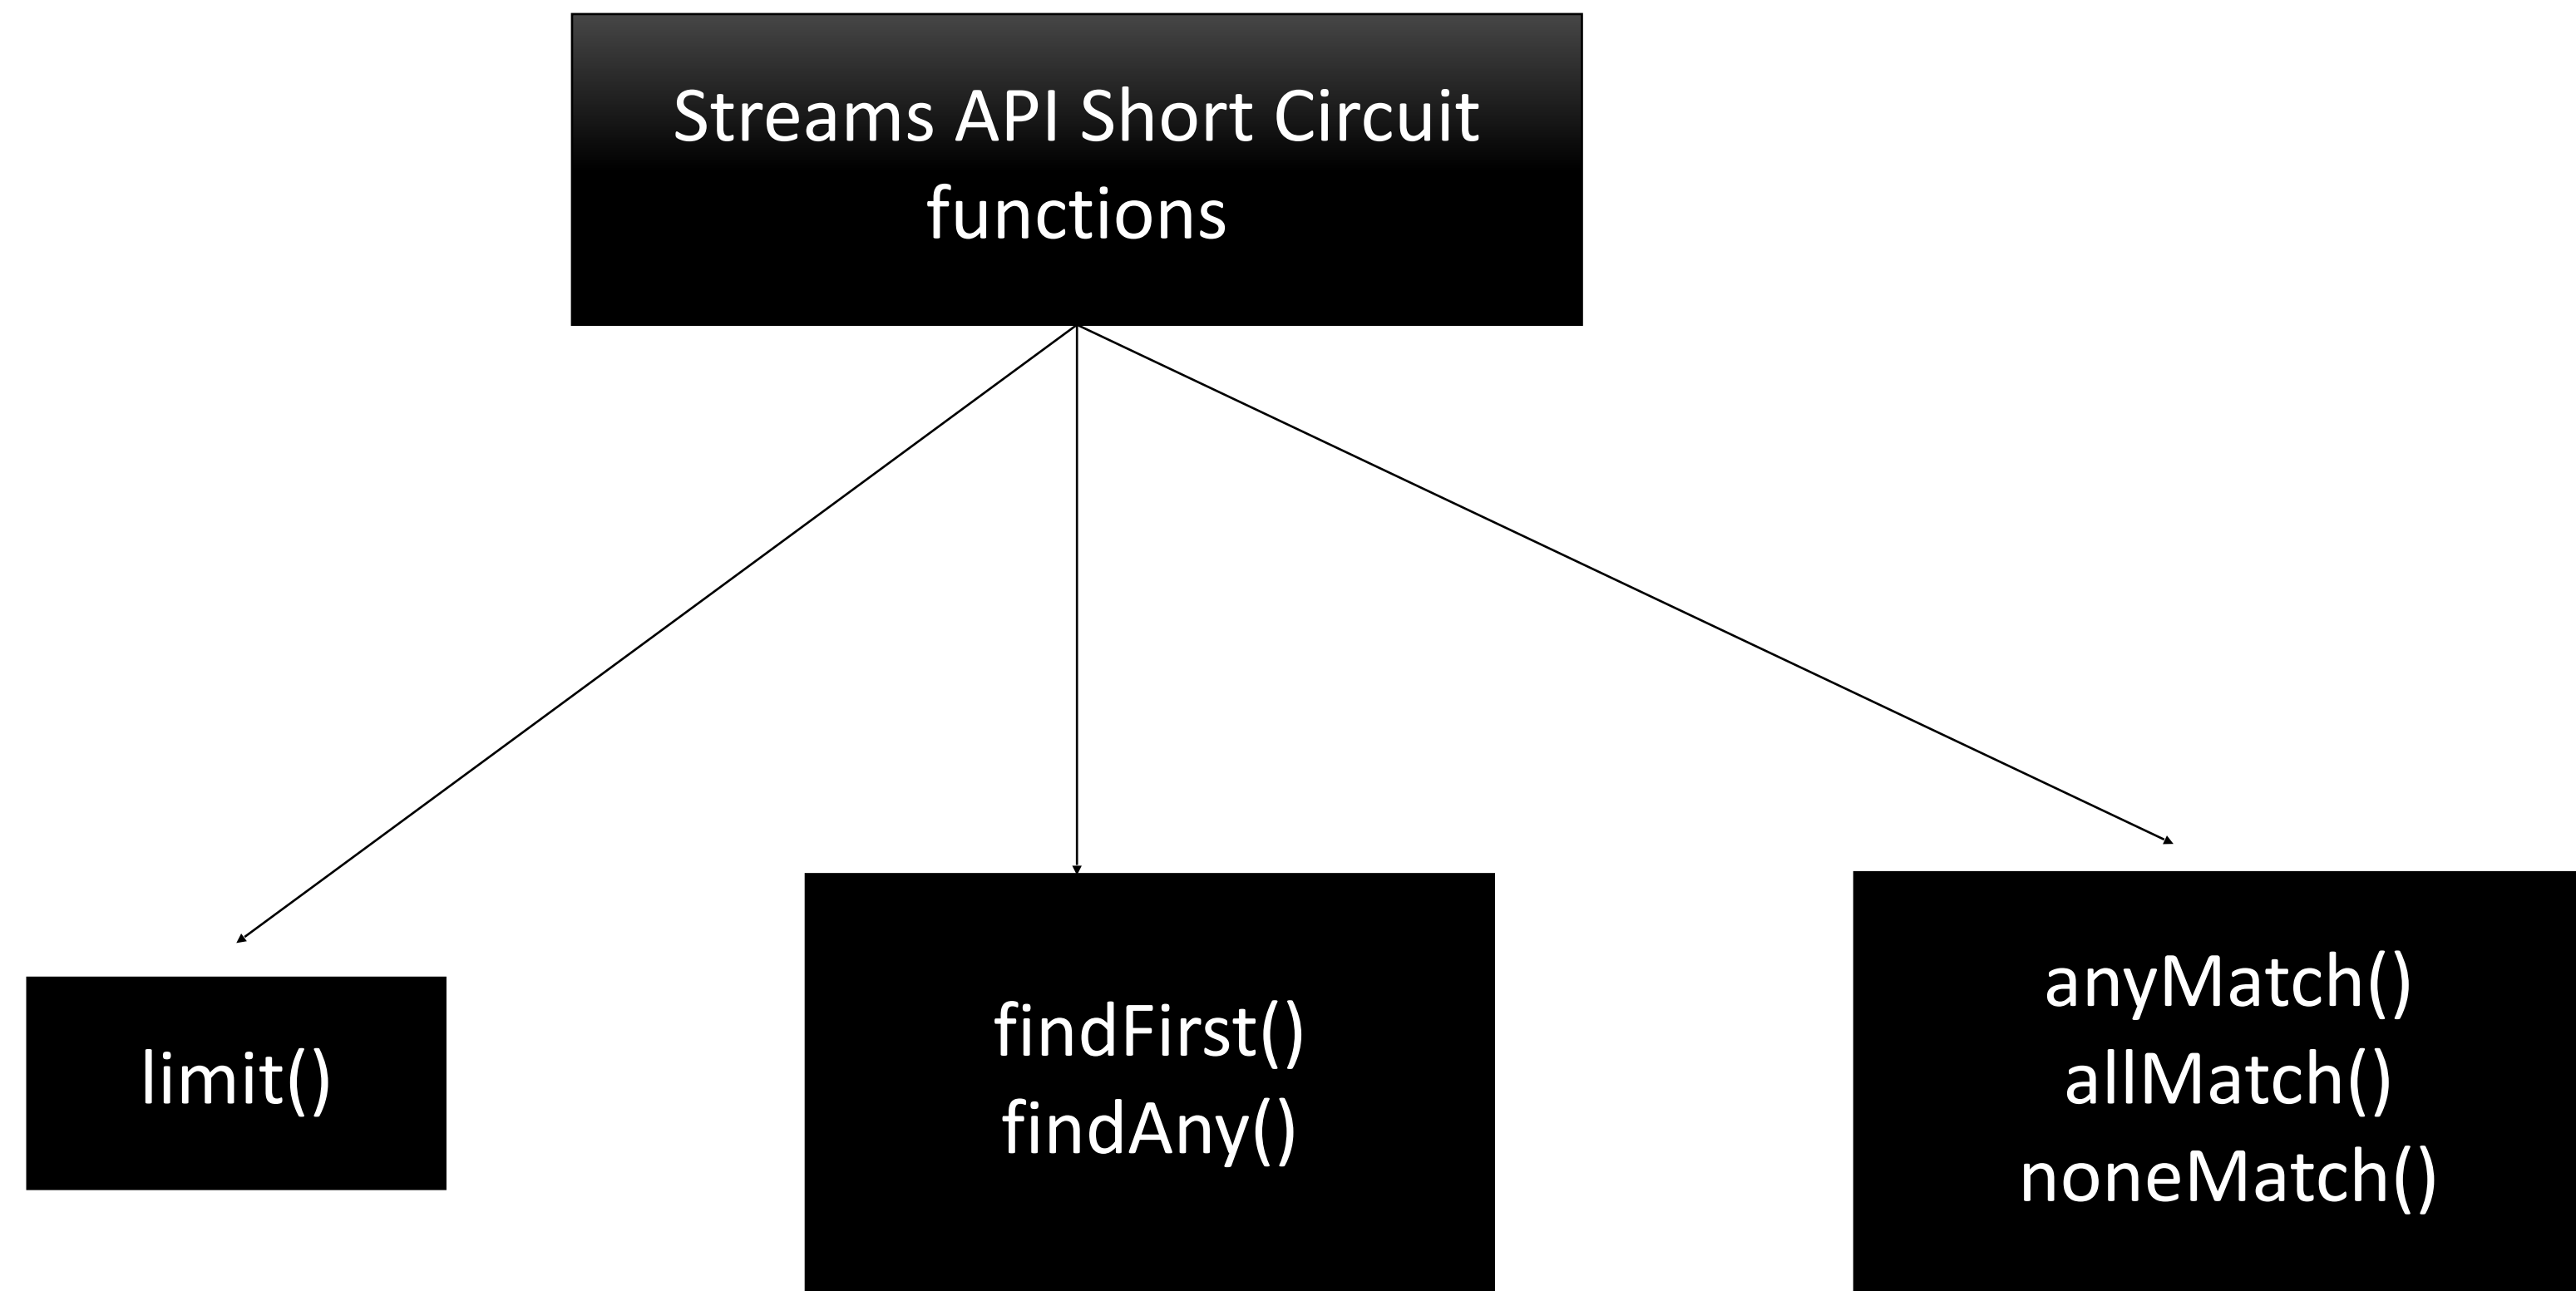 Streams API Short Circuit
functions
limit()
findFirst()
findAny()
anyMatch()
allMatch()
noneMatch()